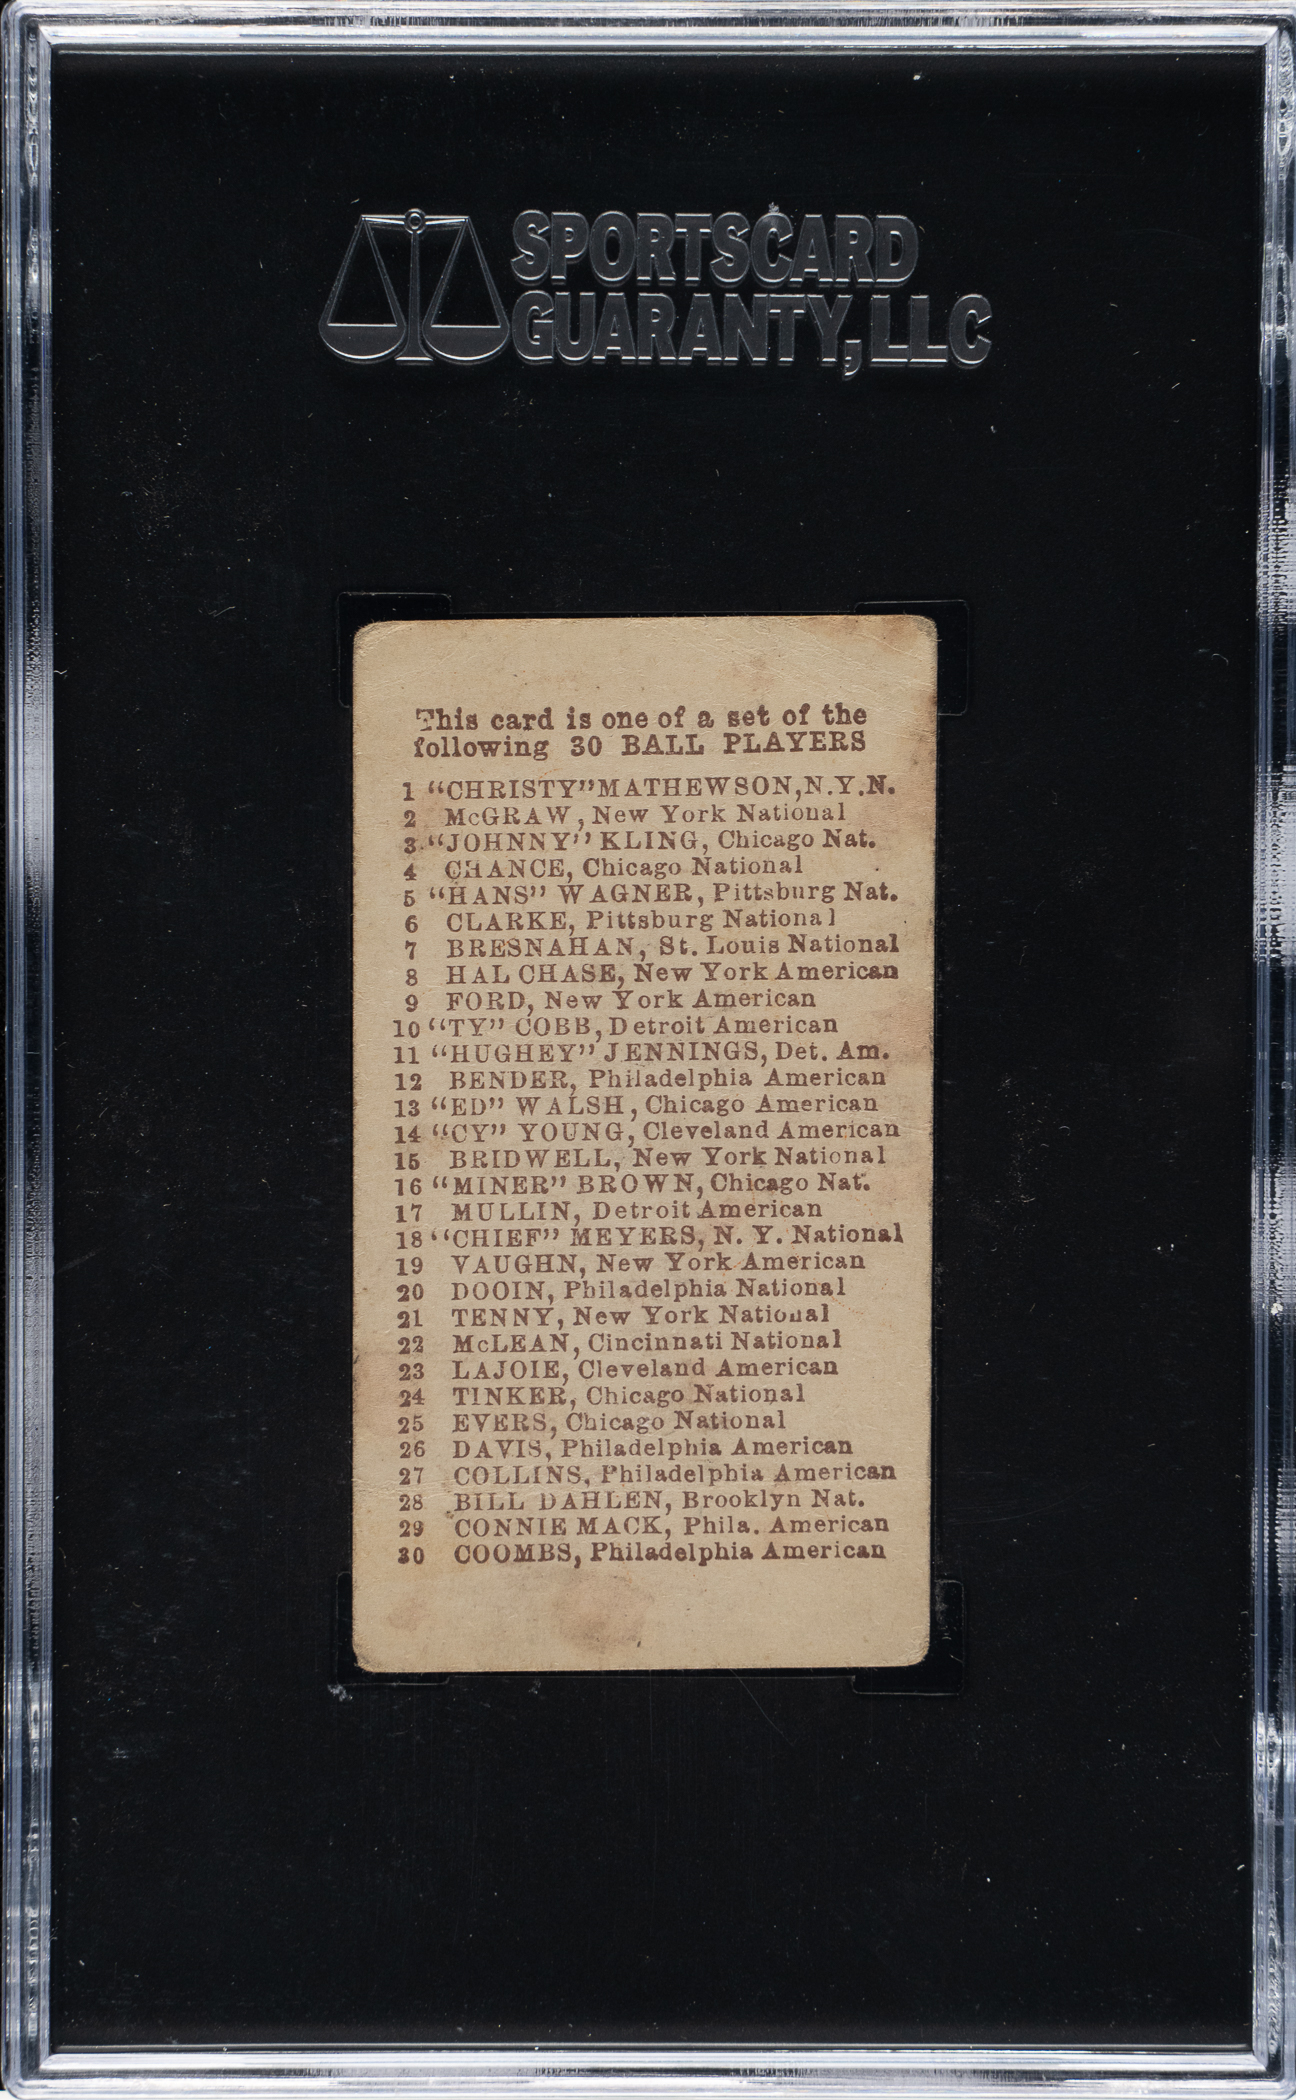 SPORTSCARD
GUARANTY, LLC
This card is one of a set of the
following 30 BALL PLAYERS
1 "CHRISTY" MATHEWSON, N.Y.N.
2 McGRAW, New York National
3 "JOHNNY" KLING, Chicago Nat.
4 CHANCE, Chicago National
5 "HANS" WAGNER, Pittsburg Nat.
6 CLARKE, Pittsburg National
7 BRESNAHAN, St. Louis National
8 HAL CHASE, New York American
9 FORD, New York American
10 "TY" COBB, Detroit American
11 "HUGHEY" JENNINGS, Det. Am.
12 BENDER, Philadelphia American
13 "ED" WALSH, Chicago American
14 "CY" YOUNG, Cleveland American
15 BRIDWELL, New York National
16 "MINER" BROWN, Chicago Nat.
17 MULLIN, Detroit American
18 "CHIEF" MEYERS, N. Y. National
19 VAUGHN, New York American
20 DOOIN, Philadelphia National
21 TENNY, New York National
22 McLEAN, Cincinnati National
23 LAJOIE, Cleveland American
24 TINKER, Chicago National
25 EVERS, Chicago National
26 DAVIS, Philadelphia American
27 COLLINS, Philadelphia American
28 BILL DAHLEN, Brooklyn Nat.
29 CONNIE MACK, Phila. American
30 COOMBS, Philadelphia American